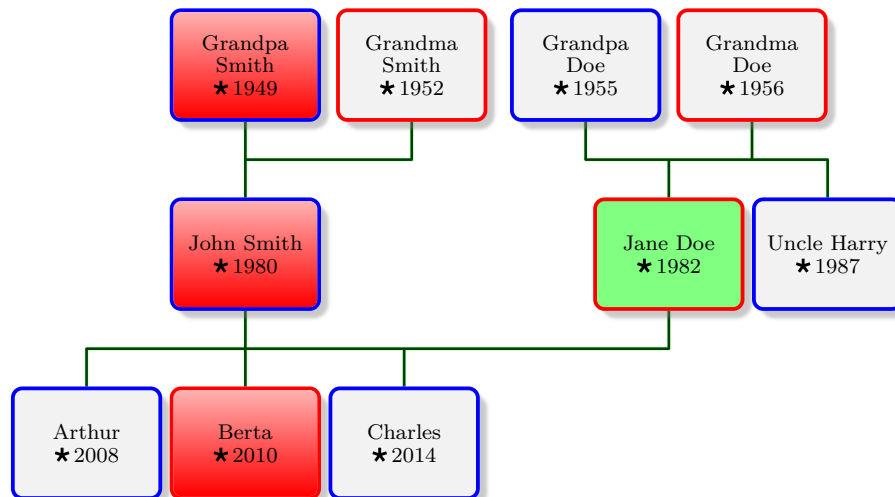 Grandpa
Smith
★ 1949
Grandma
Smith
★ 1952
Grandpa
Doe
★ 1955
Grandma
Doe
★ 1956
John Smith
★ 1980
Jane Doe
★ 1982
Uncle Harry
★ 1987
Arthur
★ 2008
Berta
★ 2010
Charles
★ 2014